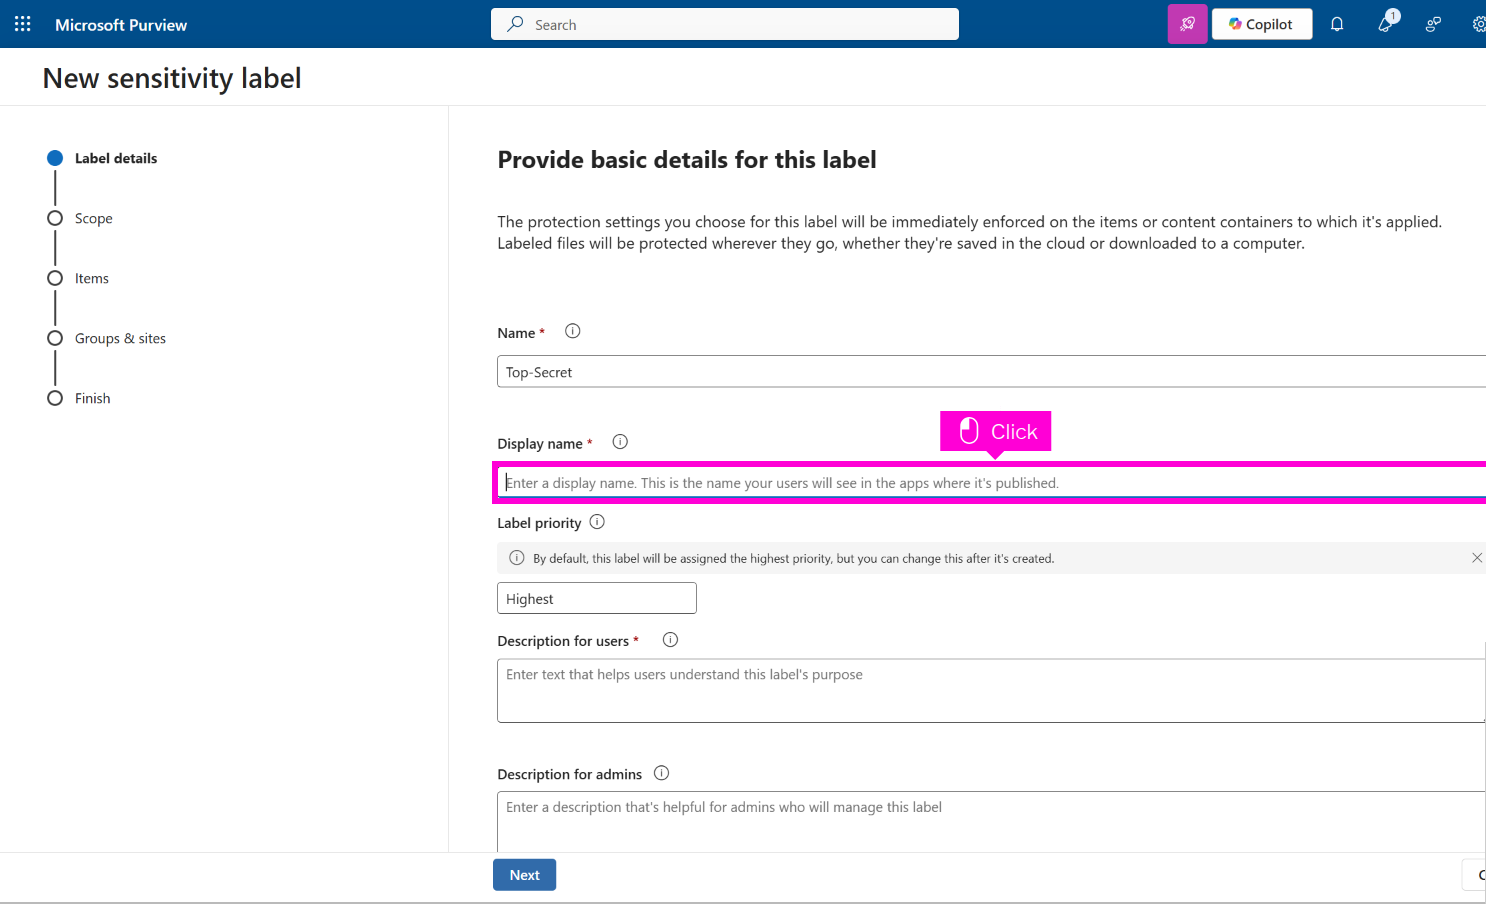 Microsoft Purview
Search
Copilot
1
New sensitivity label
Label details
Scope
Items
Groups & sites
Finish
Provide basic details for this label
The protection settings you choose for this label will be immediately enforced on the items or content containers to which it's applied.
Labeled files will be protected wherever they go, whether they're saved in the cloud or downloaded to a computer.
Name *
Top-Secret
Click
Display name *
Enter a display name. This is the name your users will see in the apps where it's published.
Label priority
By default, this label will be assigned the highest priority, but you can change this after it's created.
Highest
Description for users *
Enter text that helps users understand this label's purpose
Description for admins
Enter a description that's helpful for admins who will manage this label
Next